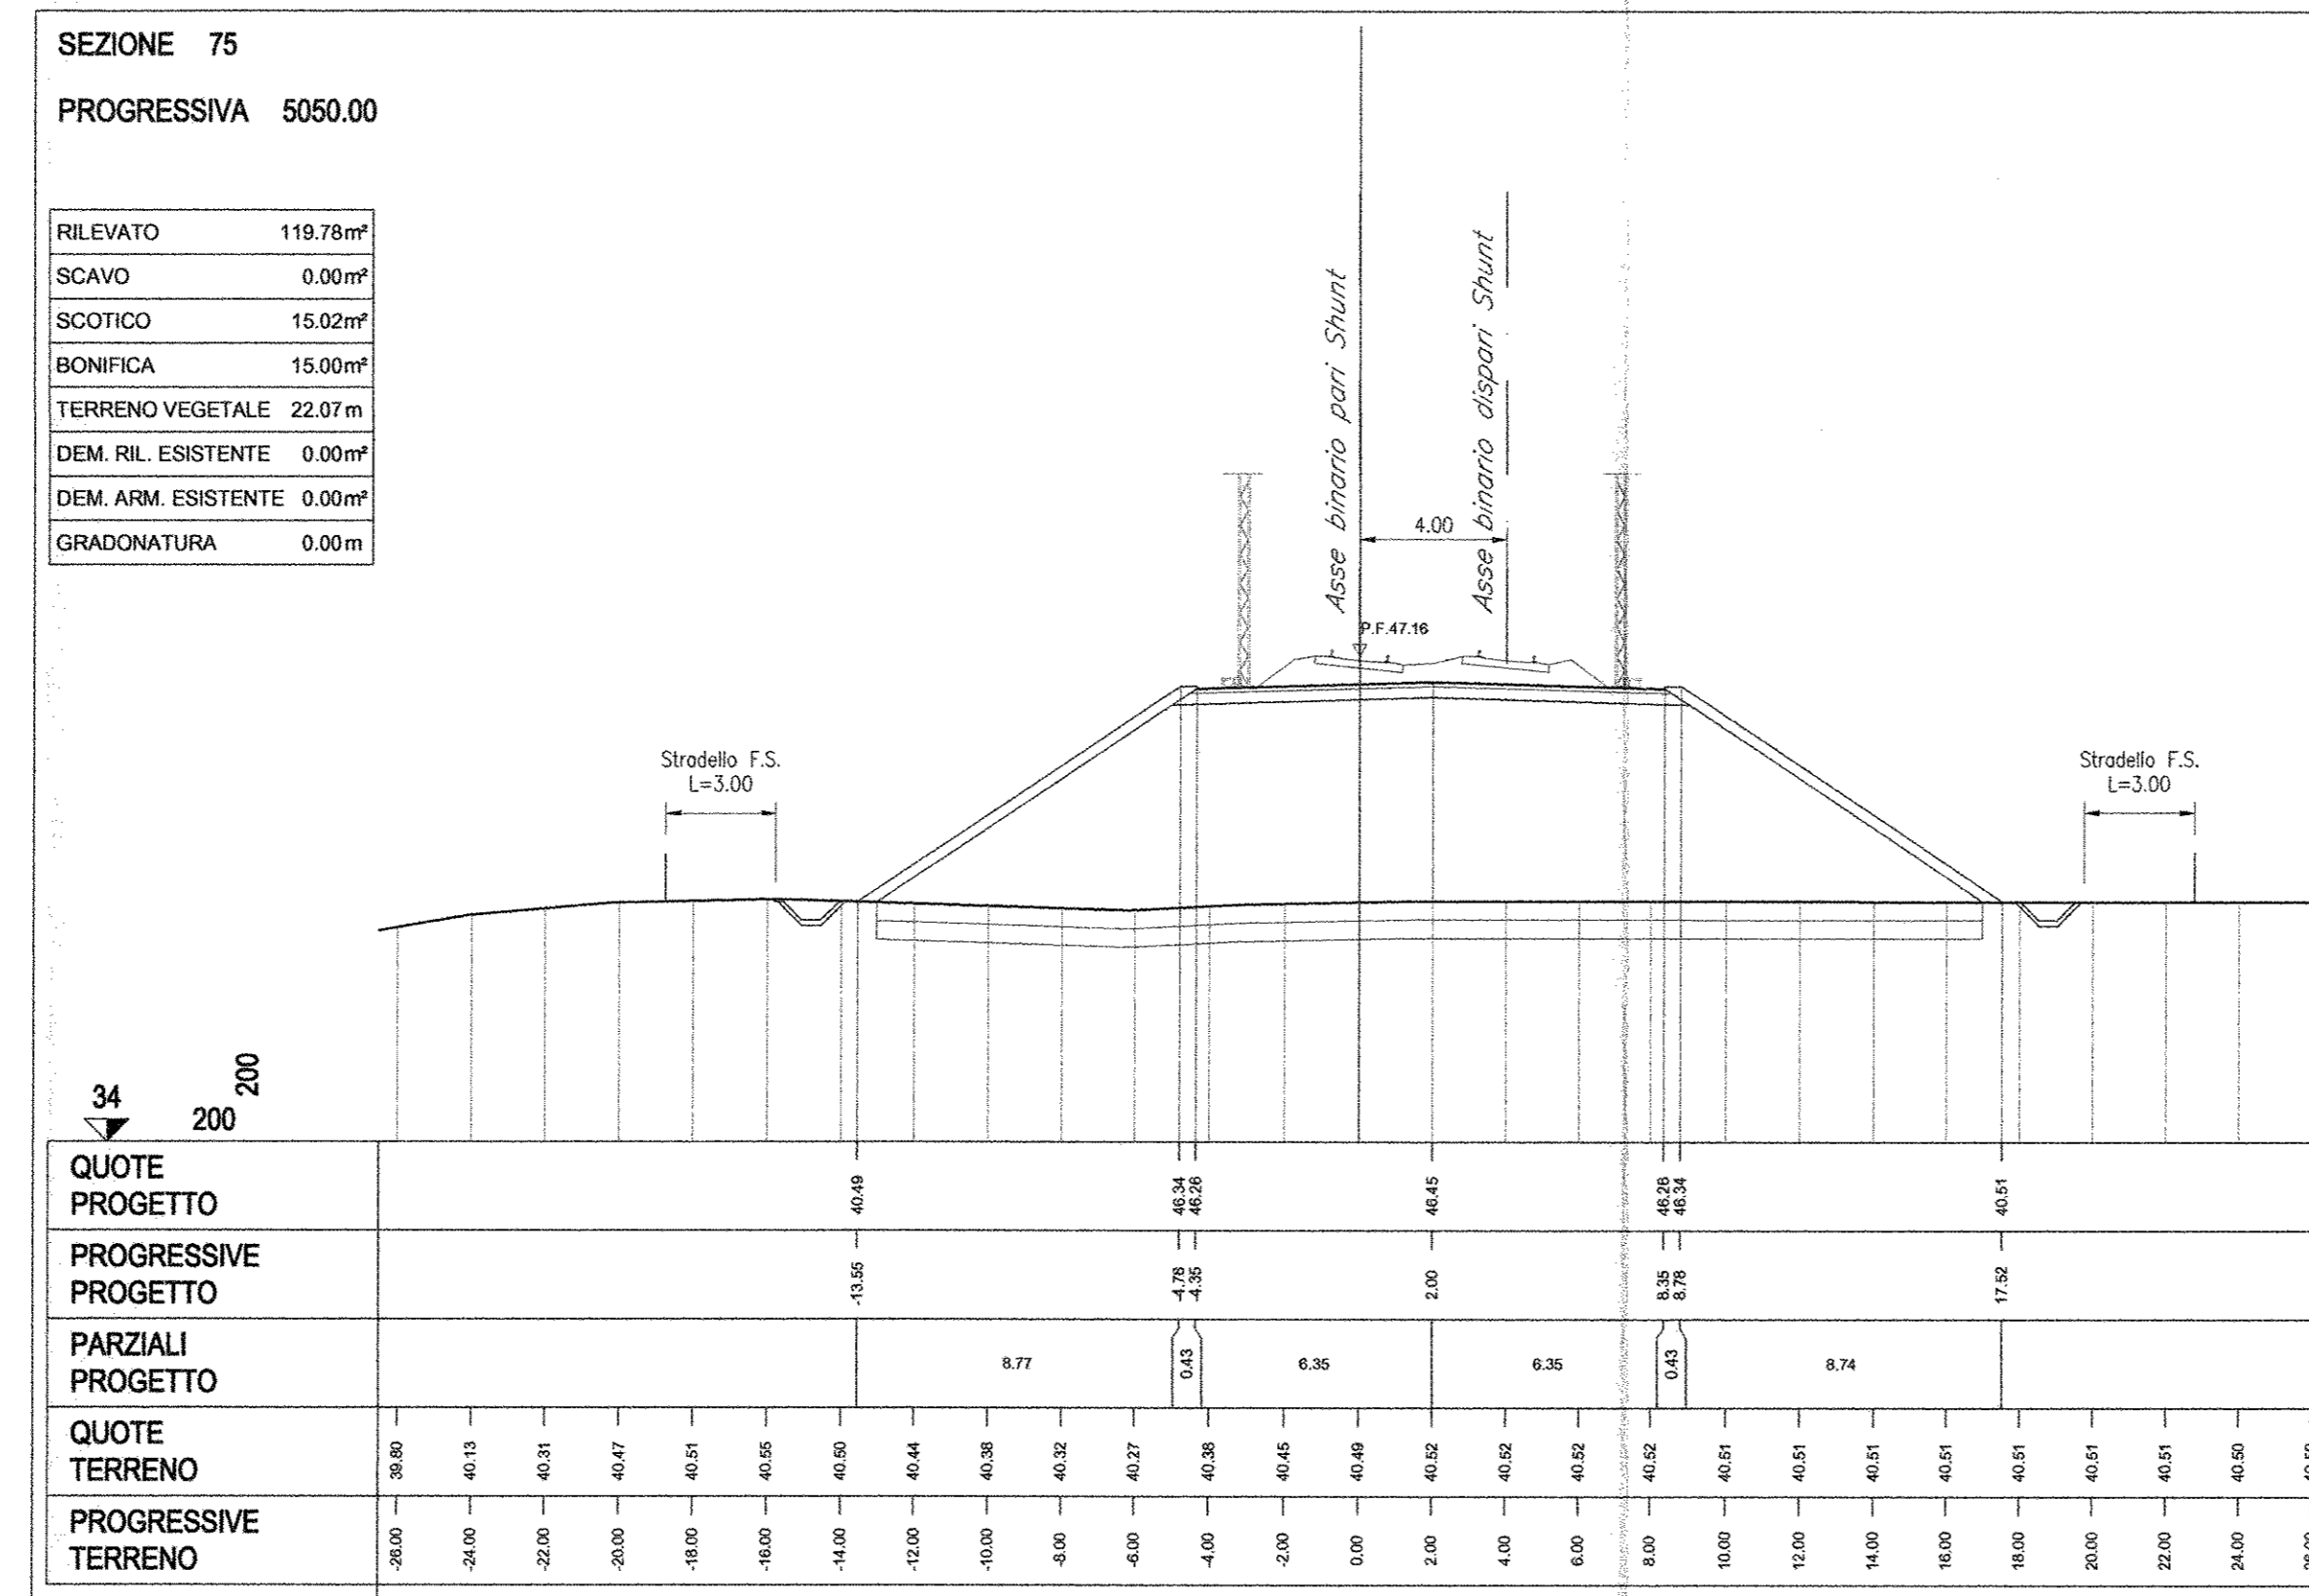 SEZIONE 75
PROGRESSIVA 5050.00
RILEVATO 119.78m²
SCAVO 0.00m²
SCOTICO 15.02m²
BONIFICA 15.00m²
TERRENO VEGETALE 22.07m
DEM. RIL. ESISTENTE 0.00m²
DEM. ARM. ESISTENTE 0.00m²
GRADONATURA 0.00m
Asse binario pari Shunt
Asse binario dispari Shunt
4.00
P.F.47.16
Stradello F.S.
L=3.00
Stradello F.S.
L=3.00
34
200
200
QUOTE
PROGETTO
40.49 46.34 46.26 46.45 46.26 46.34 40.51
PROGRESSIVE
PROGETTO
-13.55 -4.78 -4.35 2.00 8.35 8.78 17.52
PARZIALI
PROGETTO
8.77 0.43 6.35 6.35 0.43 8.74
QUOTE
TERRENO
39.80 40.13 40.31 40.47 40.51 40.55 40.50 40.44 40.38 40.32 40.27 40.38 40.45 40.49 40.52 40.52 40.52 40.52 40.51 40.51 40.51 40.51 40.51 40.51 40.51 40.50
PROGRESSIVE
TERRENO
-26.00 -24.00 -22.00 -20.00 -18.00 -16.00 -14.00 -12.00 -10.00 -8.00 -6.00 -4.00 -2.00 0.00 2.00 4.00 6.00 8.00 10.00 12.00 14.00 16.00 18.00 20.00 22.00 24.00